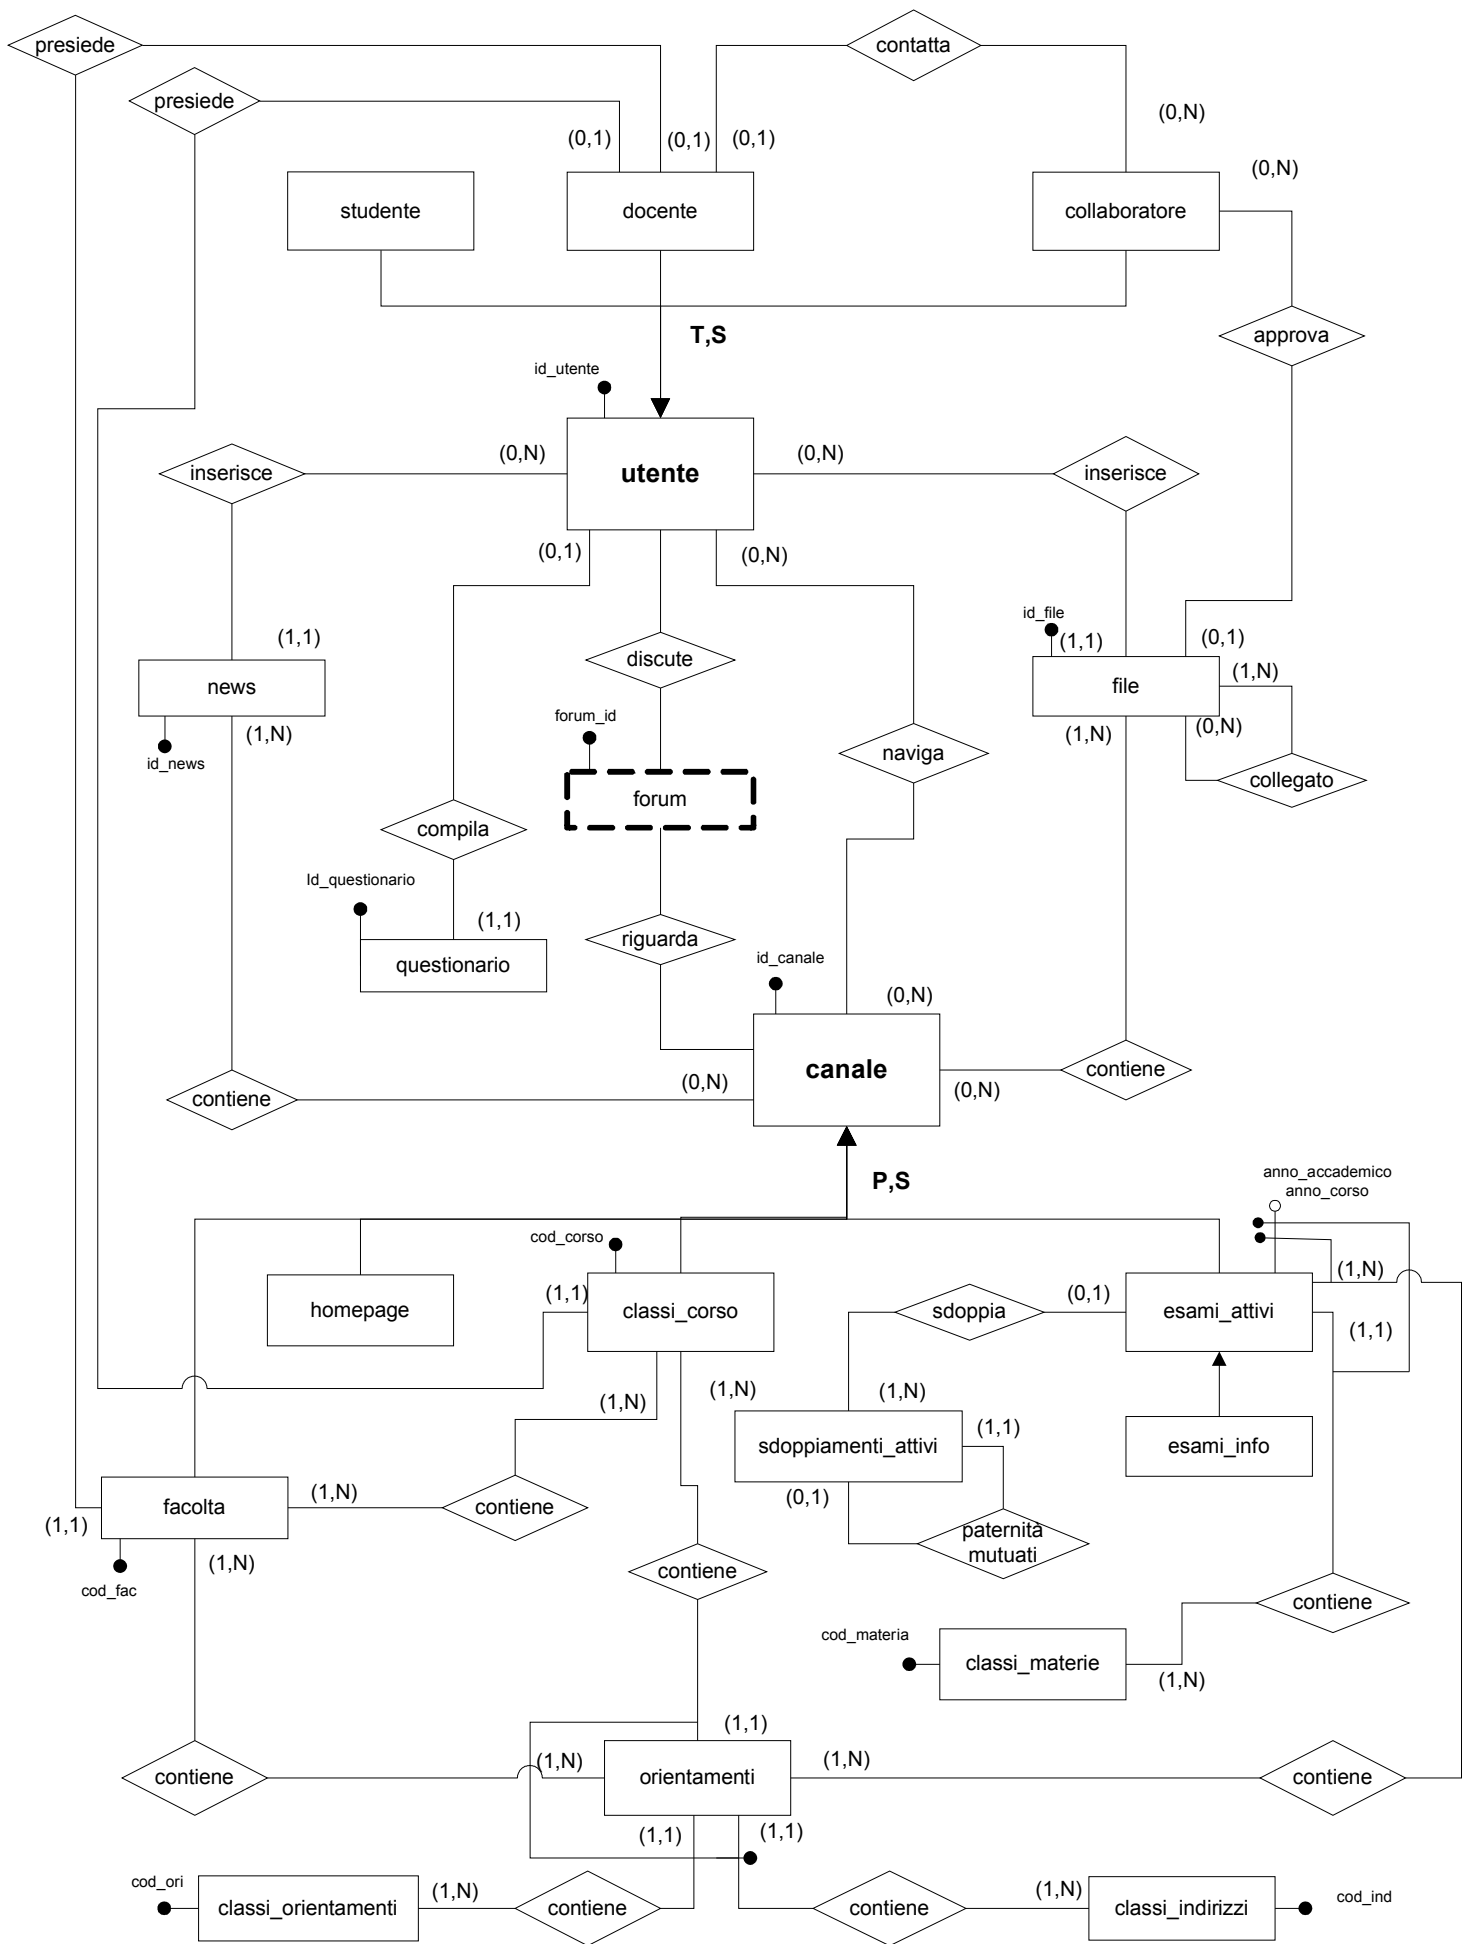 presiede
contatta
presiede
(0,N)
(0,1)
(0,1)
(0,1)
(0,N)
studente
docente
collaboratore
T,S
approva
id_utente
(0,N)
(0,N)
inserisce
utente
inserisce
(0,1)
(0,N)
id_file
(1,1)
(1,1)
(0,1)
discute
(1,N)
news
file
forum_id
(1,N)
(1,N)
(0,N)
id_news
naviga
collegato
forum
compila
Id_questionario
(1,1)
riguarda
id_canale
questionario
(0,N)
canale
contiene
(0,N)
(0,N)
contiene
P,S
anno_accademico
anno_corso
cod_corso
(1,N)
(1,1)
homepage
classi_corso
sdoppia
(0,1)
esami_attivi
(1,1)
(1,N)
(1,N)
(1,N)
(1,1)
sdoppiamenti_attivi
esami_info
(1,N)
(0,1)
facolta
contiene
(1,1)
paternità
mutuati
(1,N)
contiene
cod_fac
contiene
cod_materia
classi_materie
(1,N)
(1,1)
(1,N)
(1,N)
contiene
orientamenti
contiene
(1,1)
(1,1)
cod_ori
(1,N)
(1,N)
classi_orientamenti
contiene
contiene
classi_indirizzi
cod_ind